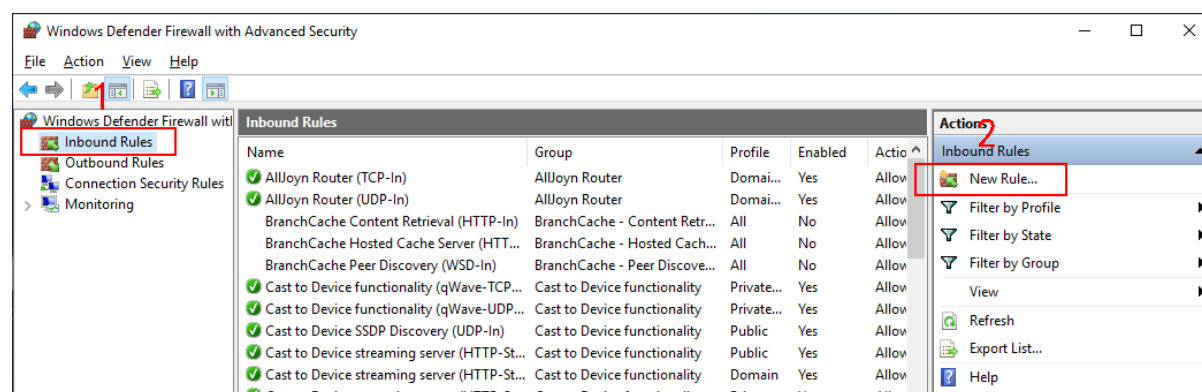 Windows Defender Firewall with Advanced Security
File Action View Help
1
Windows Defender Firewall witl
Inbound Rules
Outbound Rules
Connection Security Rules
Monitoring
Inbound Rules
Name Group Profile Enabled Actio
AllJoyn Router (TCP-In) AllJoyn Router Domai... Yes Allow
AllJoyn Router (UDP-In) AllJoyn Router Domai... Yes Allow
BranchCache Content Retrieval (HTTP-In) BranchCache - Content Retr... All No Allow
BranchCache Hosted Cache Server (HTT... BranchCache - Hosted Cach... All No Allow
BranchCache Peer Discovery (WSD-In) BranchCache - Peer Discove... All No Allow
Cast to Device functionality (qWave-TCP... Cast to Device functionality Private... Yes Allow
Cast to Device functionality (qWave-UDP... Cast to Device functionality Private... Yes Allow
Cast to Device SSDP Discovery (UDP-In) Cast to Device functionality Public Yes Allow
Cast to Device streaming server (HTTP-St... Cast to Device functionality Public Yes Allow
Cast to Device streaming server (HTTP-St... Cast to Device functionality Domain Yes Allow
Actions
2
Inbound Rules
New Rule...
Filter by Profile
Filter by State
Filter by Group
View
Refresh
Export List...
Help